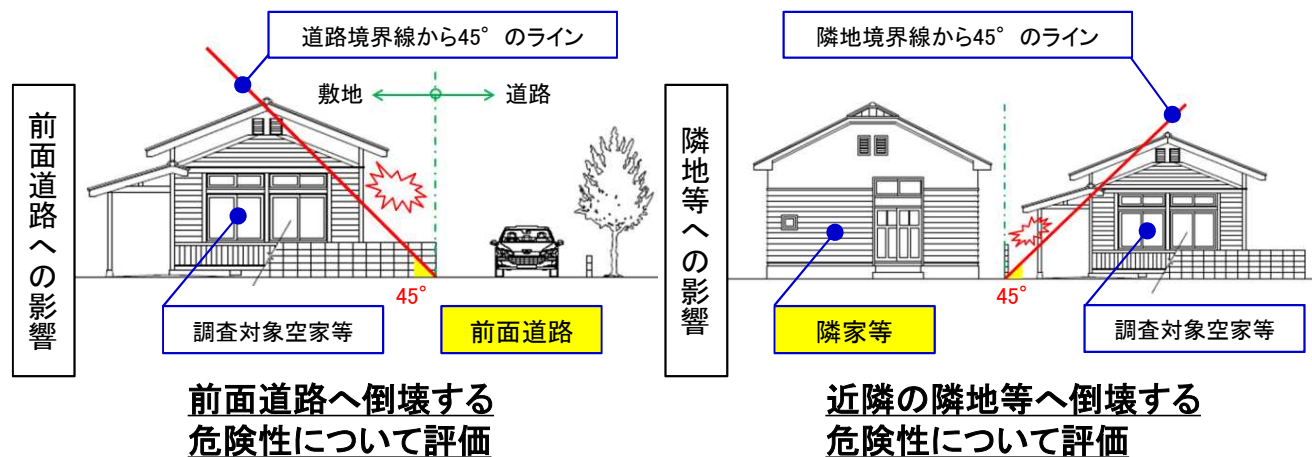 道路境界線から45° のライン
敷地
道路
前面道路への影響
45°
調査対象空家等
前面道路
前面道路へ倒壊する
危険性について評価
隣地境界線から45° のライン
隣地等への影響
45°
隣家等
調査対象空家等
近隣の隣地等へ倒壊する
危険性について評価